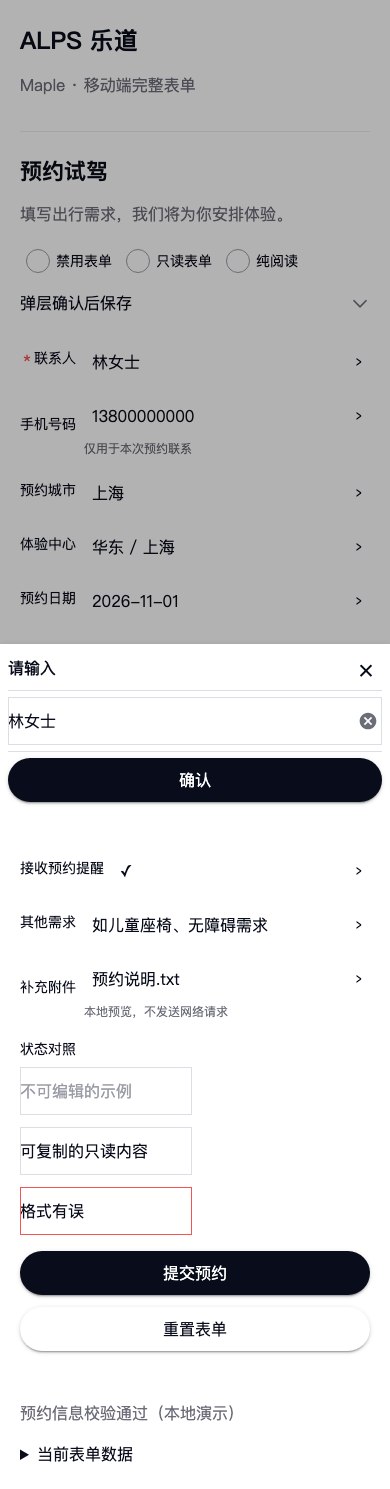 ALPS 乐道
Maple · 移动端完整表单
预约试驾
填写出行需求，我们将为你安排体验。
禁用表单 只读表单 纯阅读
弹层确认后保存
* 联系人 林女士
手机号码 13800000000
仅用于本次预约联系
预约城市 上海
体验中心 华东 / 上海
预约日期 2026-11-01
请输入
林女士
确认
接收预约提醒 ✓
其他需求 如儿童座椅、无障碍需求
补充附件 预约说明.txt
本地预览，不发送网络请求
状态对照
不可编辑的示例
可复制的只读内容
格式有误
提交预约
重置表单
预约信息校验通过（本地演示）
▶ 当前表单数据